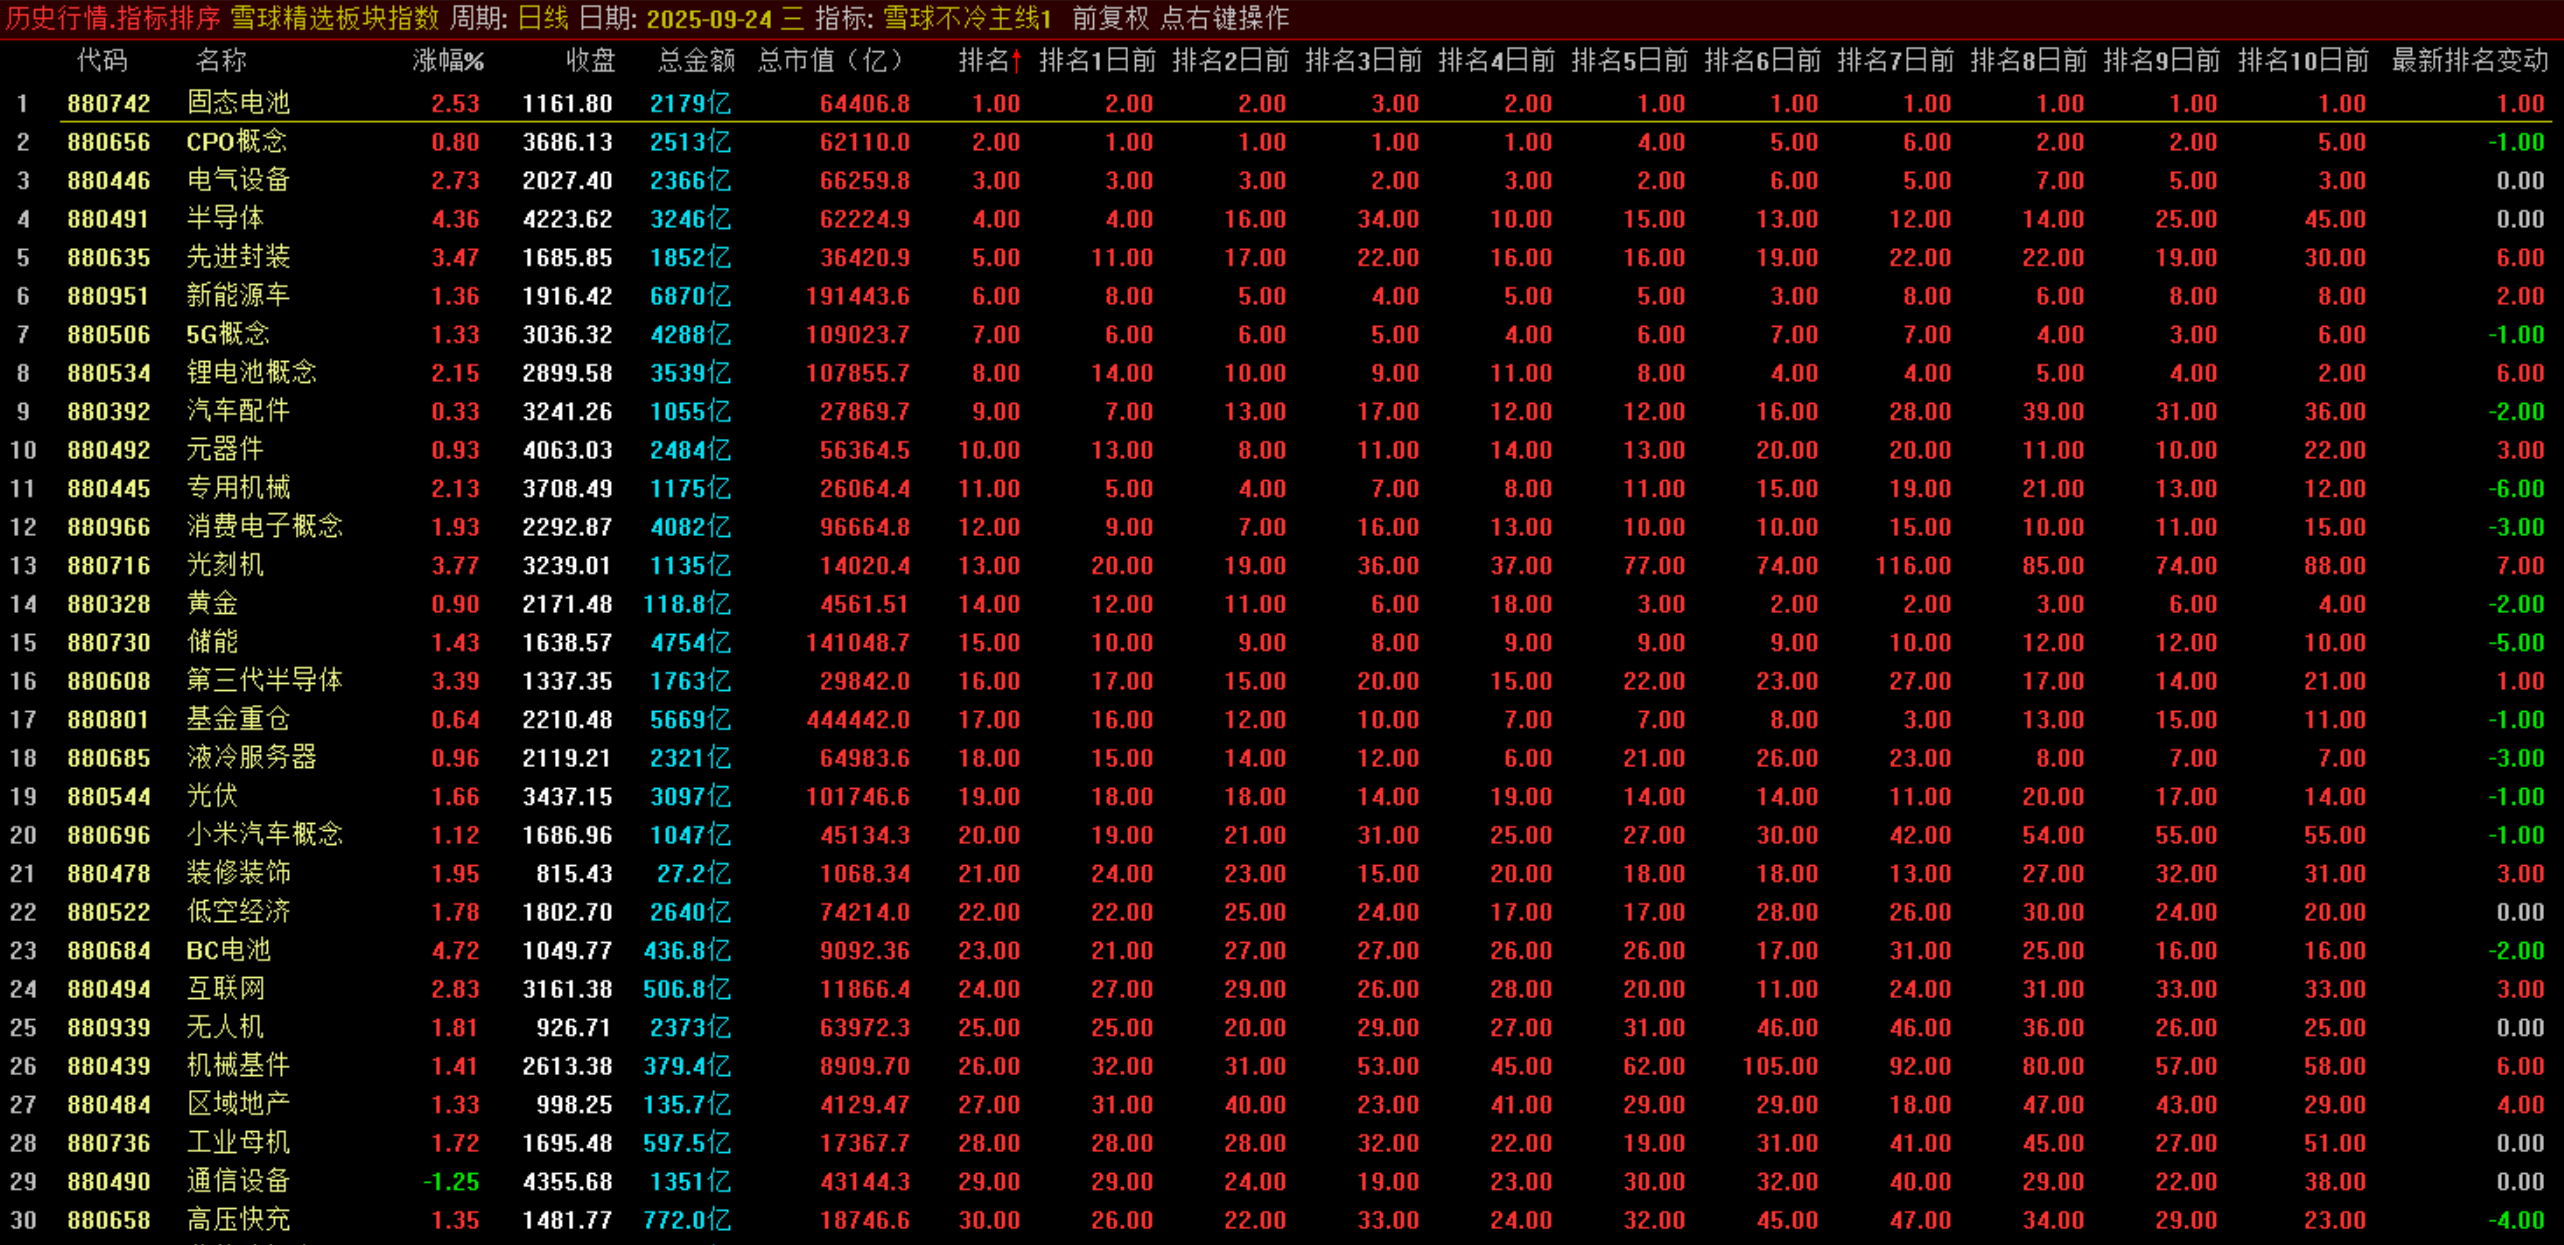 历史行情.指标排序 雪球精选板块指数 周期: 日线 日期: 2025-09-24 三 指标: 雪球不冷主线1 前复权 点右键操作
代码 名称 涨幅% 收盘 总金额 总市值（亿） 排名↑ 排名1日前 排名2日前 排名3日前 排名4日前 排名5日前 排名6日前 排名7日前 排名8日前 排名9日前 排名10日前 最新排名变动
1 880742 固态电池 2.53 1161.80 2179亿 64406.8 1.00 2.00 2.00 3.00 2.00 1.00 1.00 1.00 1.00 1.00 1.00 1.00
2 880656 CPO概念 0.80 3686.13 2513亿 62110.0 2.00 1.00 1.00 1.00 1.00 4.00 5.00 6.00 2.00 2.00 5.00 -1.00
3 880446 电气设备 2.73 2027.40 2366亿 66259.8 3.00 3.00 3.00 2.00 3.00 2.00 6.00 5.00 7.00 5.00 3.00 0.00
4 880491 半导体 4.36 4223.62 3246亿 62224.9 4.00 4.00 16.00 34.00 10.00 15.00 13.00 12.00 14.00 25.00 45.00 0.00
5 880635 先进封装 3.47 1685.85 1852亿 36420.9 5.00 11.00 17.00 22.00 16.00 16.00 19.00 22.00 22.00 19.00 30.00 6.00
6 880951 新能源车 1.36 1916.42 6870亿 191443.6 6.00 8.00 5.00 4.00 5.00 5.00 3.00 8.00 6.00 8.00 8.00 2.00
7 880506 5G概念 1.33 3036.32 4288亿 109023.7 7.00 6.00 6.00 5.00 4.00 6.00 7.00 7.00 4.00 3.00 6.00 -1.00
8 880534 锂电池概念 2.15 2899.58 3539亿 107855.7 8.00 14.00 10.00 9.00 11.00 8.00 4.00 4.00 5.00 4.00 2.00 6.00
9 880392 汽车配件 0.33 3241.26 1055亿 27869.7 9.00 7.00 13.00 17.00 12.00 12.00 16.00 28.00 39.00 31.00 36.00 -2.00
10 880492 元器件 0.93 4063.03 2484亿 56364.5 10.00 13.00 8.00 11.00 14.00 13.00 20.00 20.00 11.00 10.00 22.00 3.00
11 880445 专用机械 2.13 3708.49 1175亿 26064.4 11.00 5.00 4.00 7.00 8.00 11.00 15.00 19.00 21.00 13.00 12.00 -6.00
12 880966 消费电子概念 1.93 2292.87 4082亿 96664.8 12.00 9.00 7.00 16.00 13.00 10.00 10.00 15.00 10.00 11.00 15.00 -3.00
13 880716 光刻机 3.77 3239.01 1135亿 14020.4 13.00 20.00 19.00 36.00 37.00 77.00 74.00 116.00 85.00 74.00 88.00 7.00
14 880328 黄金 0.90 2171.48 118.8亿 4561.51 14.00 12.00 11.00 6.00 18.00 3.00 2.00 2.00 3.00 6.00 4.00 -2.00
15 880730 储能 1.43 1638.57 4754亿 141048.7 15.00 10.00 9.00 8.00 9.00 9.00 9.00 10.00 12.00 12.00 10.00 -5.00
16 880608 第三代半导体 3.39 1337.35 1763亿 29842.0 16.00 17.00 15.00 20.00 15.00 22.00 23.00 27.00 17.00 14.00 21.00 1.00
17 880801 基金重仓 0.64 2210.48 5669亿 444442.0 17.00 16.00 12.00 10.00 7.00 7.00 8.00 3.00 13.00 15.00 11.00 -1.00
18 880685 液冷服务器 0.96 2119.21 2321亿 64983.6 18.00 15.00 14.00 12.00 6.00 21.00 26.00 23.00 8.00 7.00 7.00 -3.00
19 880544 光伏 1.66 3437.15 3097亿 101746.6 19.00 18.00 18.00 14.00 19.00 14.00 14.00 11.00 20.00 17.00 14.00 -1.00
20 880696 小米汽车概念 1.12 1686.96 1047亿 45134.3 20.00 19.00 21.00 31.00 25.00 27.00 30.00 42.00 54.00 55.00 55.00 -1.00
21 880478 装修装饰 1.95 815.43 27.2亿 1068.34 21.00 24.00 23.00 15.00 20.00 18.00 18.00 13.00 27.00 32.00 31.00 3.00
22 880522 低空经济 1.78 1802.70 2640亿 74214.0 22.00 22.00 25.00 24.00 17.00 17.00 28.00 26.00 30.00 24.00 20.00 0.00
23 880684 BC电池 4.72 1049.77 436.8亿 9092.36 23.00 21.00 27.00 27.00 26.00 26.00 17.00 31.00 25.00 16.00 16.00 -2.00
24 880494 互联网 2.83 3161.38 506.8亿 11866.4 24.00 27.00 29.00 26.00 28.00 20.00 11.00 24.00 31.00 33.00 33.00 3.00
25 880939 无人机 1.81 926.71 2373亿 63972.3 25.00 25.00 20.00 29.00 27.00 31.00 46.00 46.00 36.00 26.00 25.00 0.00
26 880439 机械基件 1.41 2613.38 379.4亿 8909.70 26.00 32.00 31.00 53.00 45.00 62.00 105.00 92.00 80.00 57.00 58.00 6.00
27 880484 区域地产 1.33 998.25 135.7亿 4129.47 27.00 31.00 40.00 23.00 41.00 29.00 29.00 18.00 47.00 43.00 29.00 4.00
28 880736 工业母机 1.72 1695.48 597.5亿 17367.7 28.00 28.00 28.00 32.00 22.00 19.00 31.00 41.00 45.00 27.00 51.00 0.00
29 880490 通信设备 -1.25 4355.68 1351亿 43144.3 29.00 29.00 24.00 19.00 23.00 30.00 32.00 40.00 29.00 22.00 38.00 0.00
30 880658 高压快充 1.35 1481.77 772.0亿 18746.6 30.00 26.00 22.00 33.00 24.00 32.00 45.00 47.00 34.00 29.00 23.00 -4.00